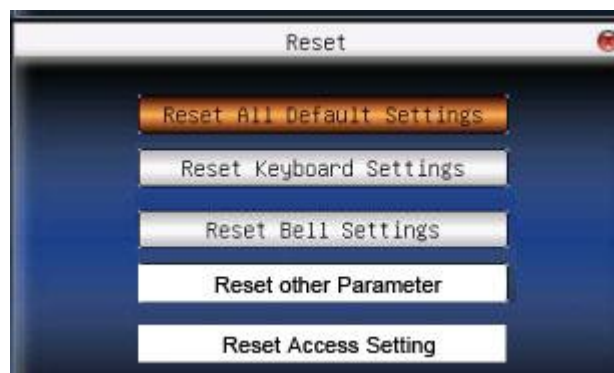 Reset
Reset All Default Settings
Reset Keyboard Settings
Reset Bell Settings
Reset other Parameter
Reset Access Setting